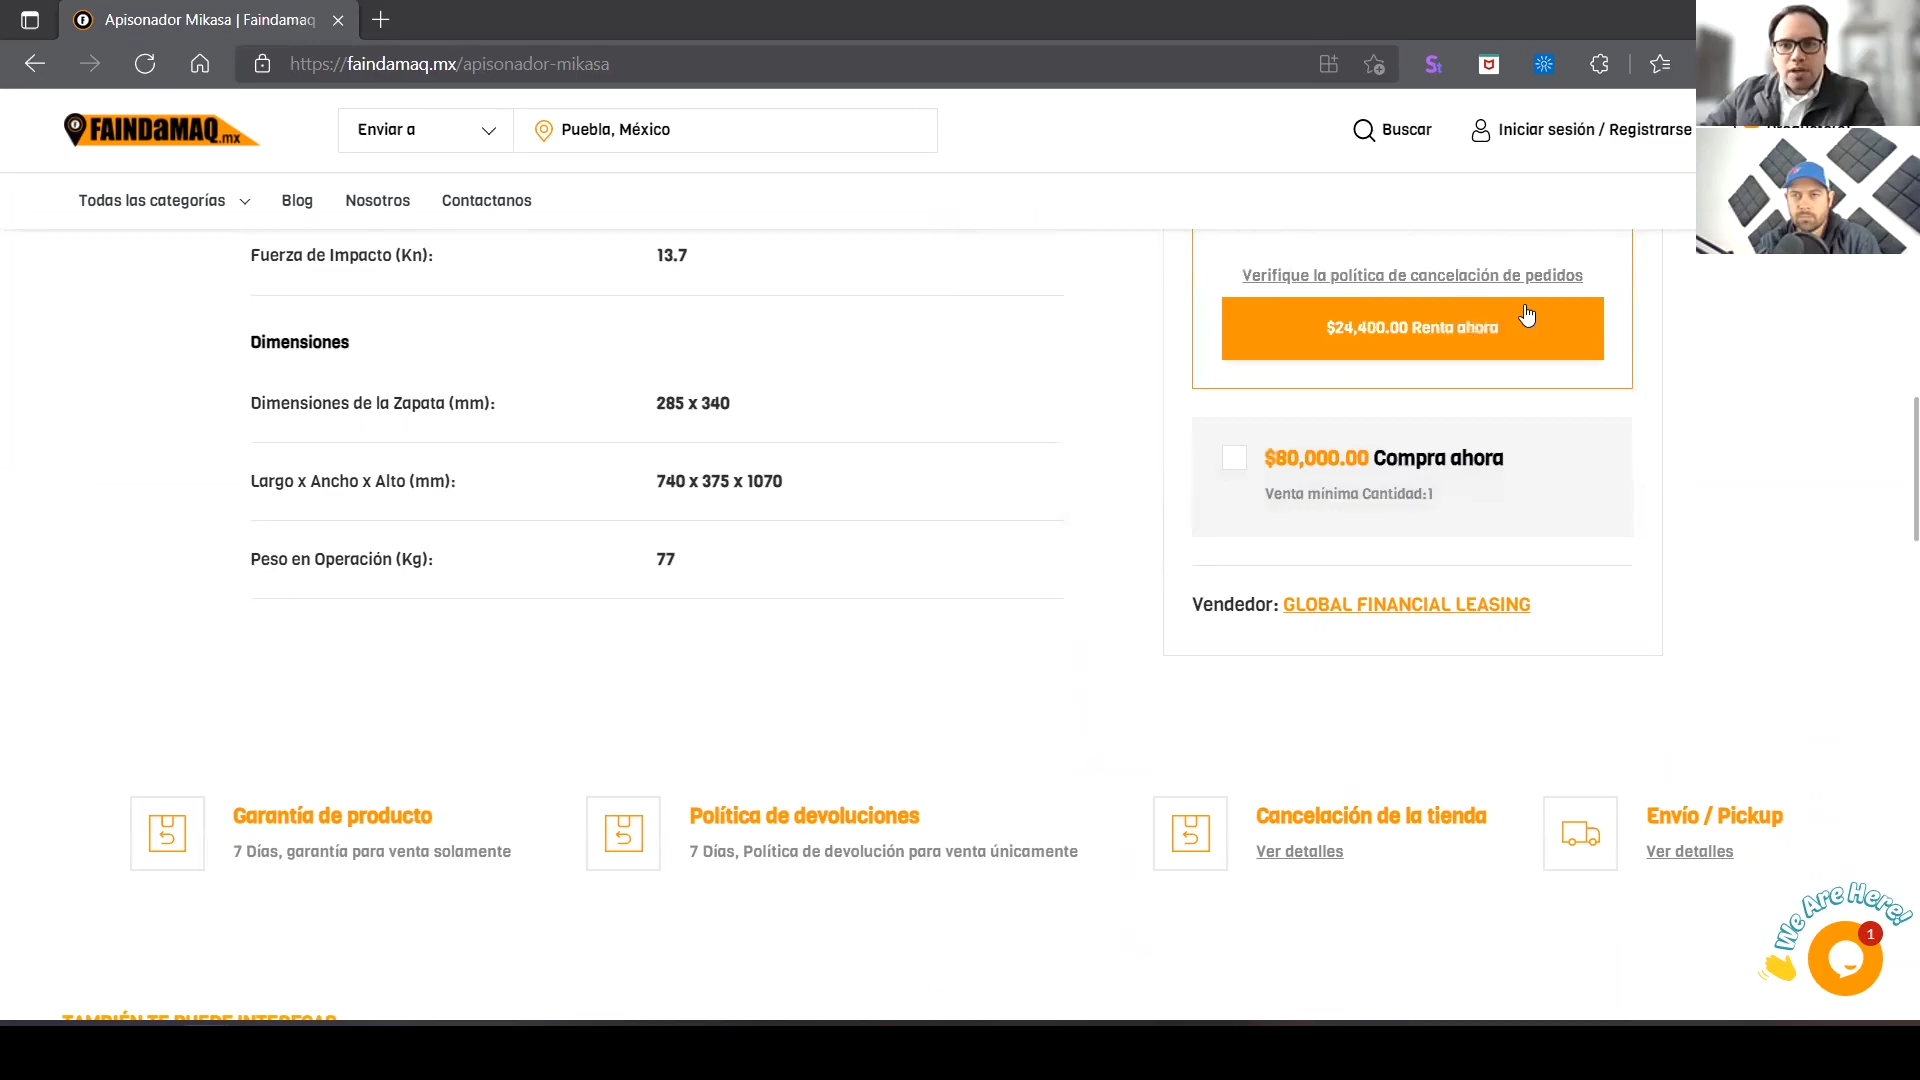 Apisonador Mikasa | Faindamaq
https://faindamaq.mx/apisonador-mikasa
FAINDaMAQ.mx
Enviar a
Puebla, México
Buscar
Iniciar sesión / Registrarse
Todas las categorías
Blog
Nosotros
Contactanos
Fuerza de Impacto (Kn): 13.7
Dimensiones
Dimensiones de la Zapata (mm): 285 x 340
Largo x Ancho x Alto (mm): 740 x 375 x 1070
Peso en Operación (Kg): 77
Verifique la política de cancelación de pedidos
$24,400.00 Renta ahora
$80,000.00 Compra ahora
Venta mínima Cantidad:1
Vendedor: GLOBAL FINANCIAL LEASING
Garantía de producto
7 Días, garantía para venta solamente
Política de devoluciones
7 Días, Política de devolución para venta únicamente
Cancelación de la tienda
Ver detalles
Envío / Pickup
Ver detalles
We Are Here!
1
TAMBIÉN TE PUEDE INTERESAR